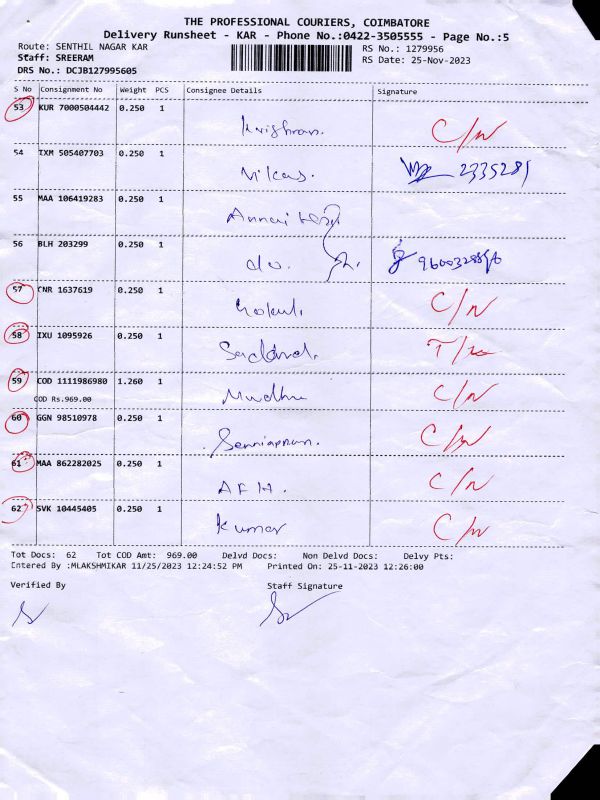 THE PROFESSIONAL COURIERS, COIMBATORE
Delivery Runsheet - KAR - Phone No.:0422-3505555 - Page No.:5
Route: SENTHIL NAGAR KAR RS No.: 1279956
Staff: SREERAM RS Date: 25-Nov-2023
DRS No.: DCJB127995605
S No Consignment No Weight PCS Consignee Details Signature
53 KUR 7000504442 0.250 1
Krishnan. C/N
54 IXM 505407703 0.250 1
Vikas. 2335281
55 MAA 106419283 0.250 1
Annai
56 BLH 203299 0.250 1
do.
57 CNR 1637619 0.250 1
Gokul. C/N
58 IXU 1095926 0.250 1
59 COD 1111986980 1.260 1
COD Rs.969.00 Madhu C/N
60 GGN 98510978 0.250 1
C/N
61 MAA 862282025 0.250 1
A F H. C/N
62 SVK 10445405 0.250 1
Kumar C/N
Tot Docs: 62 Tot COD Amt: 969.00 Delvd Docs: Non Delvd Docs: Delvy Pts:
Entered By :MLAKSHMIKAR 11/25/2023 12:24:52 PM Printed On: 25-11-2023 12:26:00
Verified By Staff Signature